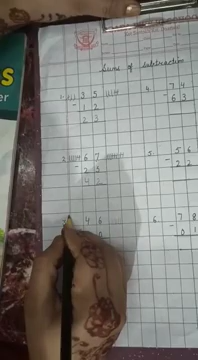 Sums of Subtraction
1. 3 5
- 1 2
2 3
4. 7 4
- 6 3
2. 6 7
- 2 5
4
5. 5 6
- 2 2
4 6
6. 7 8
- 0 1